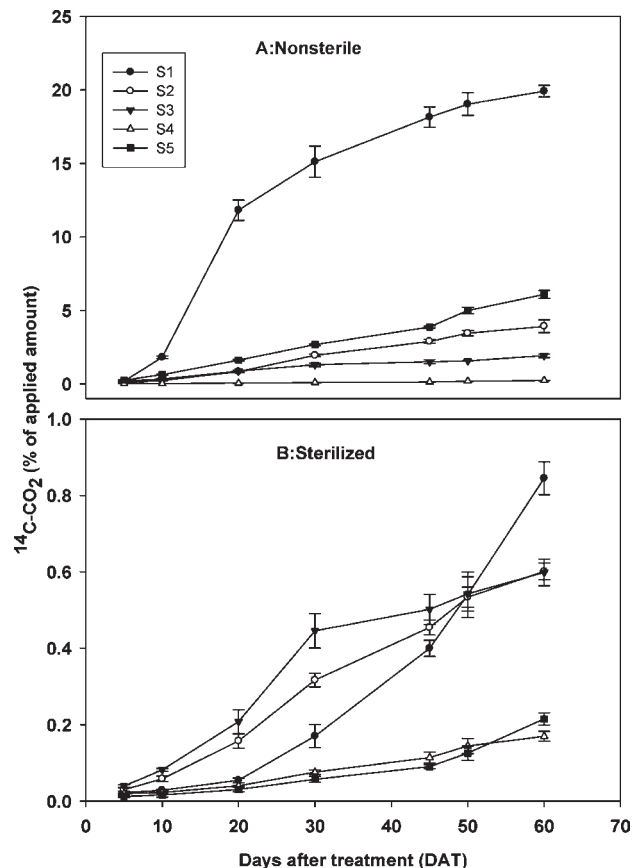 A:Nonsterile
S1
S2
S3
S4
S5
25
20
15
10
5
0
B:Sterilized
1.0
0.8
0.6
0.4
0.2
0.0
14C-CO2 (% of applied amount)
0 10 20 30 40 50 60 70
Days after treatment (DAT)